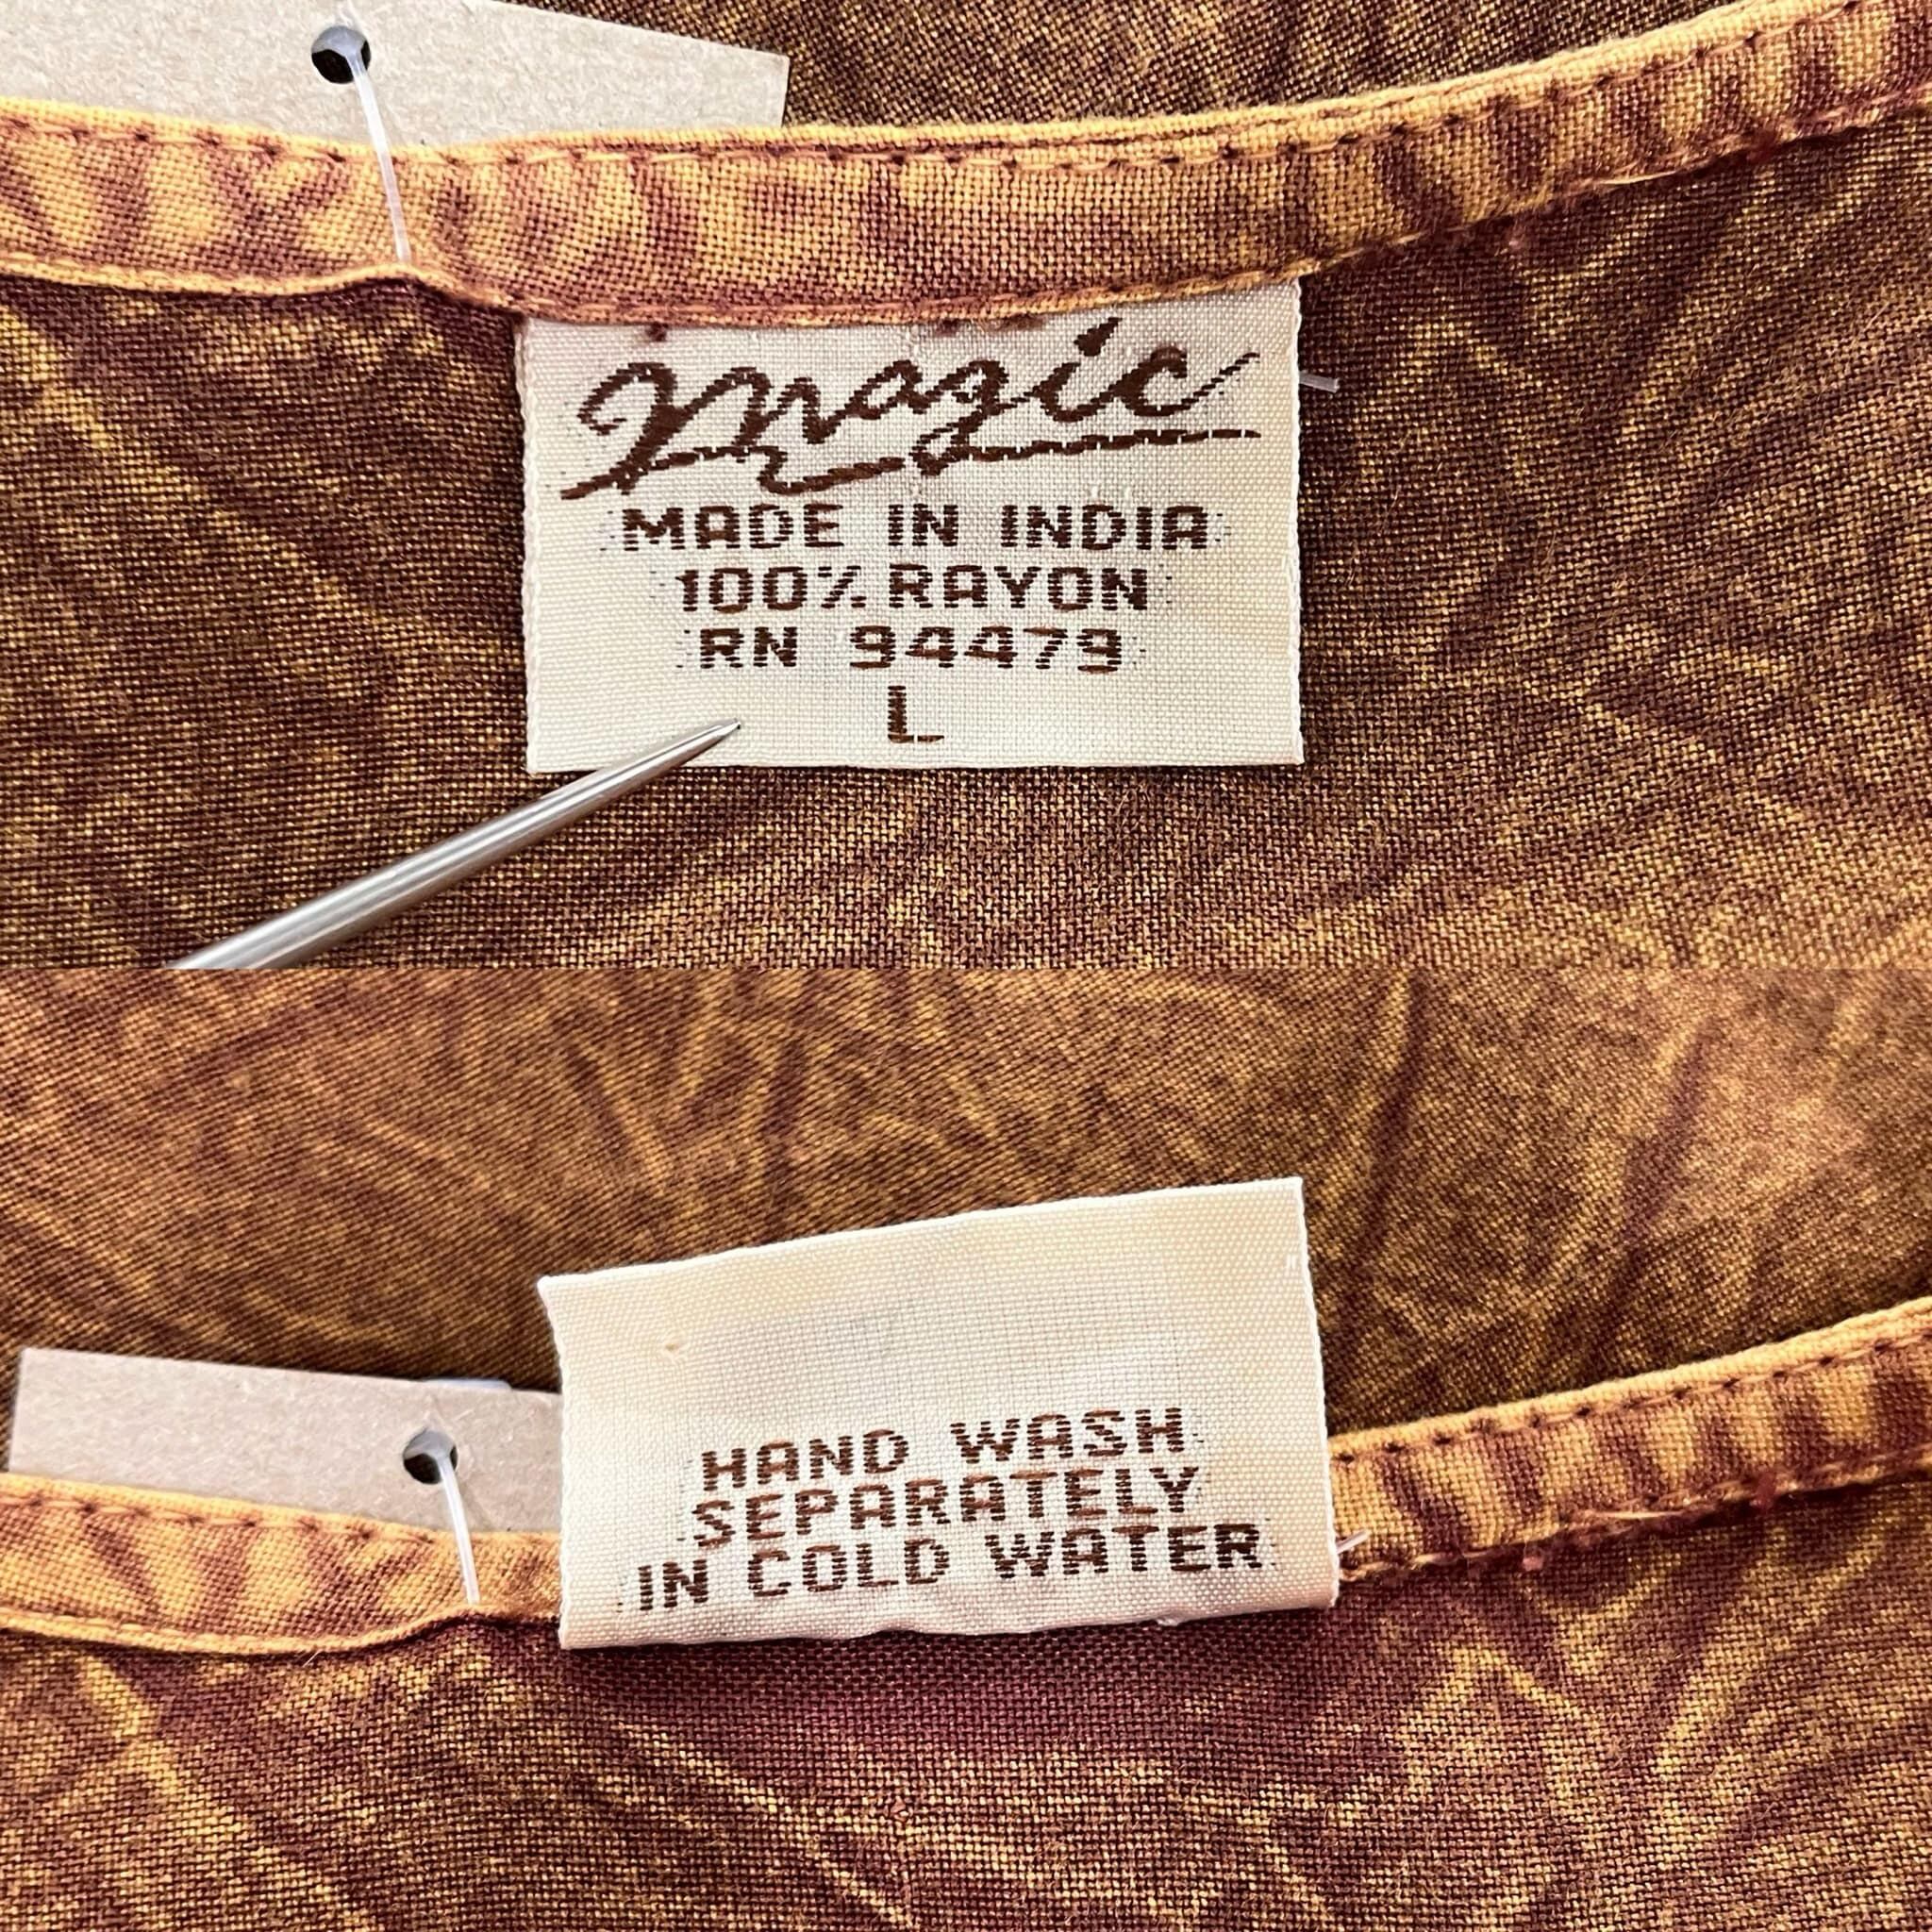 magic
MADE IN INDIA
100% RAYON
RN 94479
L
HAND WASH
SEPARATELY
IN COLD WATER